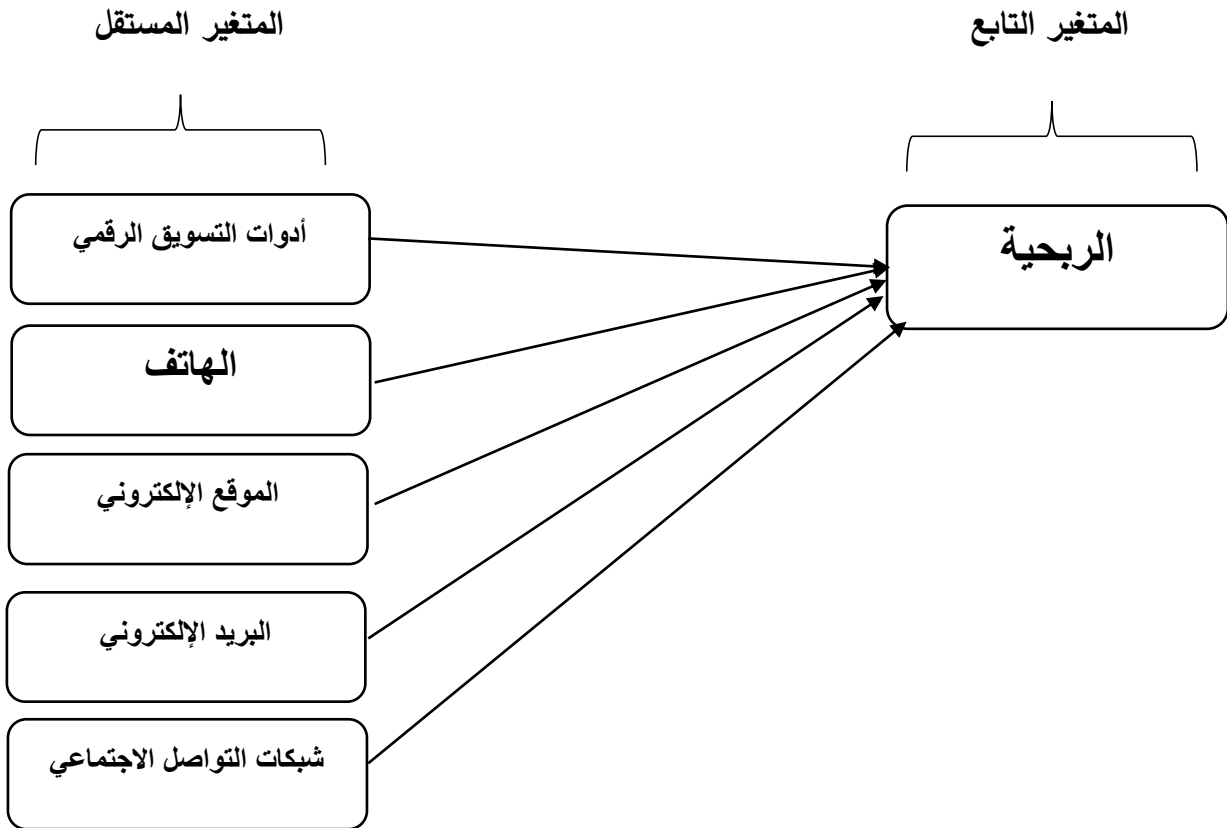 المتغير التابع
المتغير المستقل
الربحية
أدوات التسويق الرقمي
الهاتف
الموقع الإلكتروني
البريد الإلكتروني
شبكات التواصل الاجتماعي